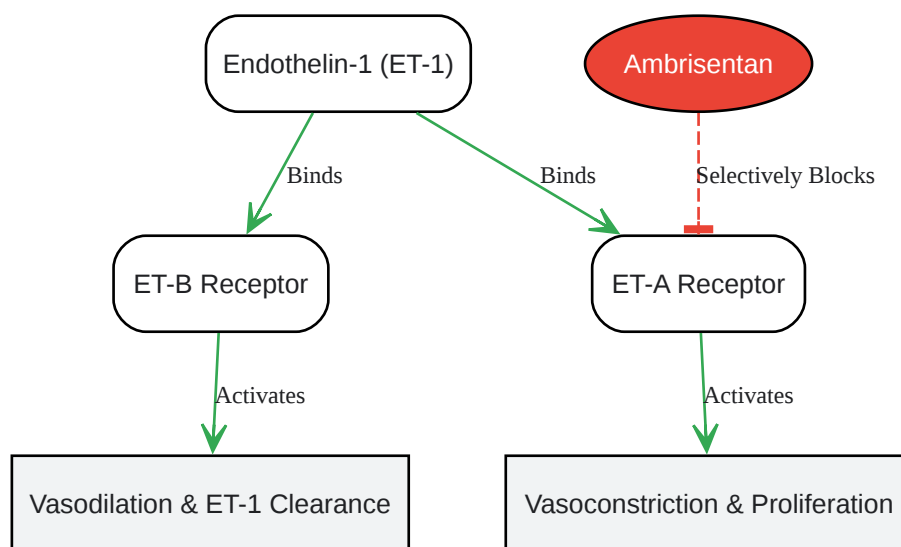 Endothelin-1 (ET-1)
Ambrisentan
Binds
Binds
Selectively Blocks
ET-B Receptor
ET-A Receptor
Activates
Activates
Vasodilation & ET-1 Clearance
Vasoconstriction & Proliferation